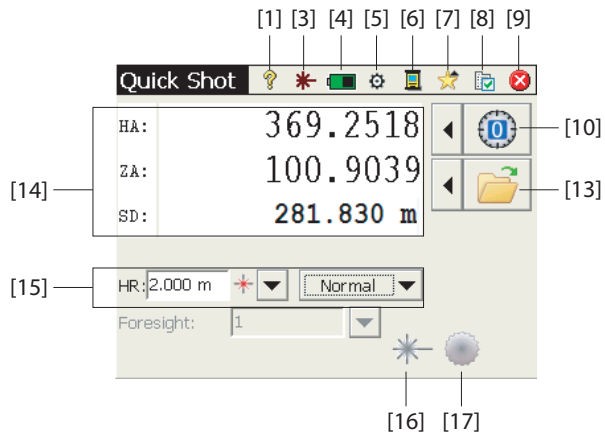 [1] [3] [4] [5] [6] [7] [8] [9]
Quick Shot
HA: 369.2518
[10]
ZA: 100.9039
[13]
[14]
SD: 281.830 m
[15]
HR: 2.000 m Normal
Foresight: 1
[16] [17]
0